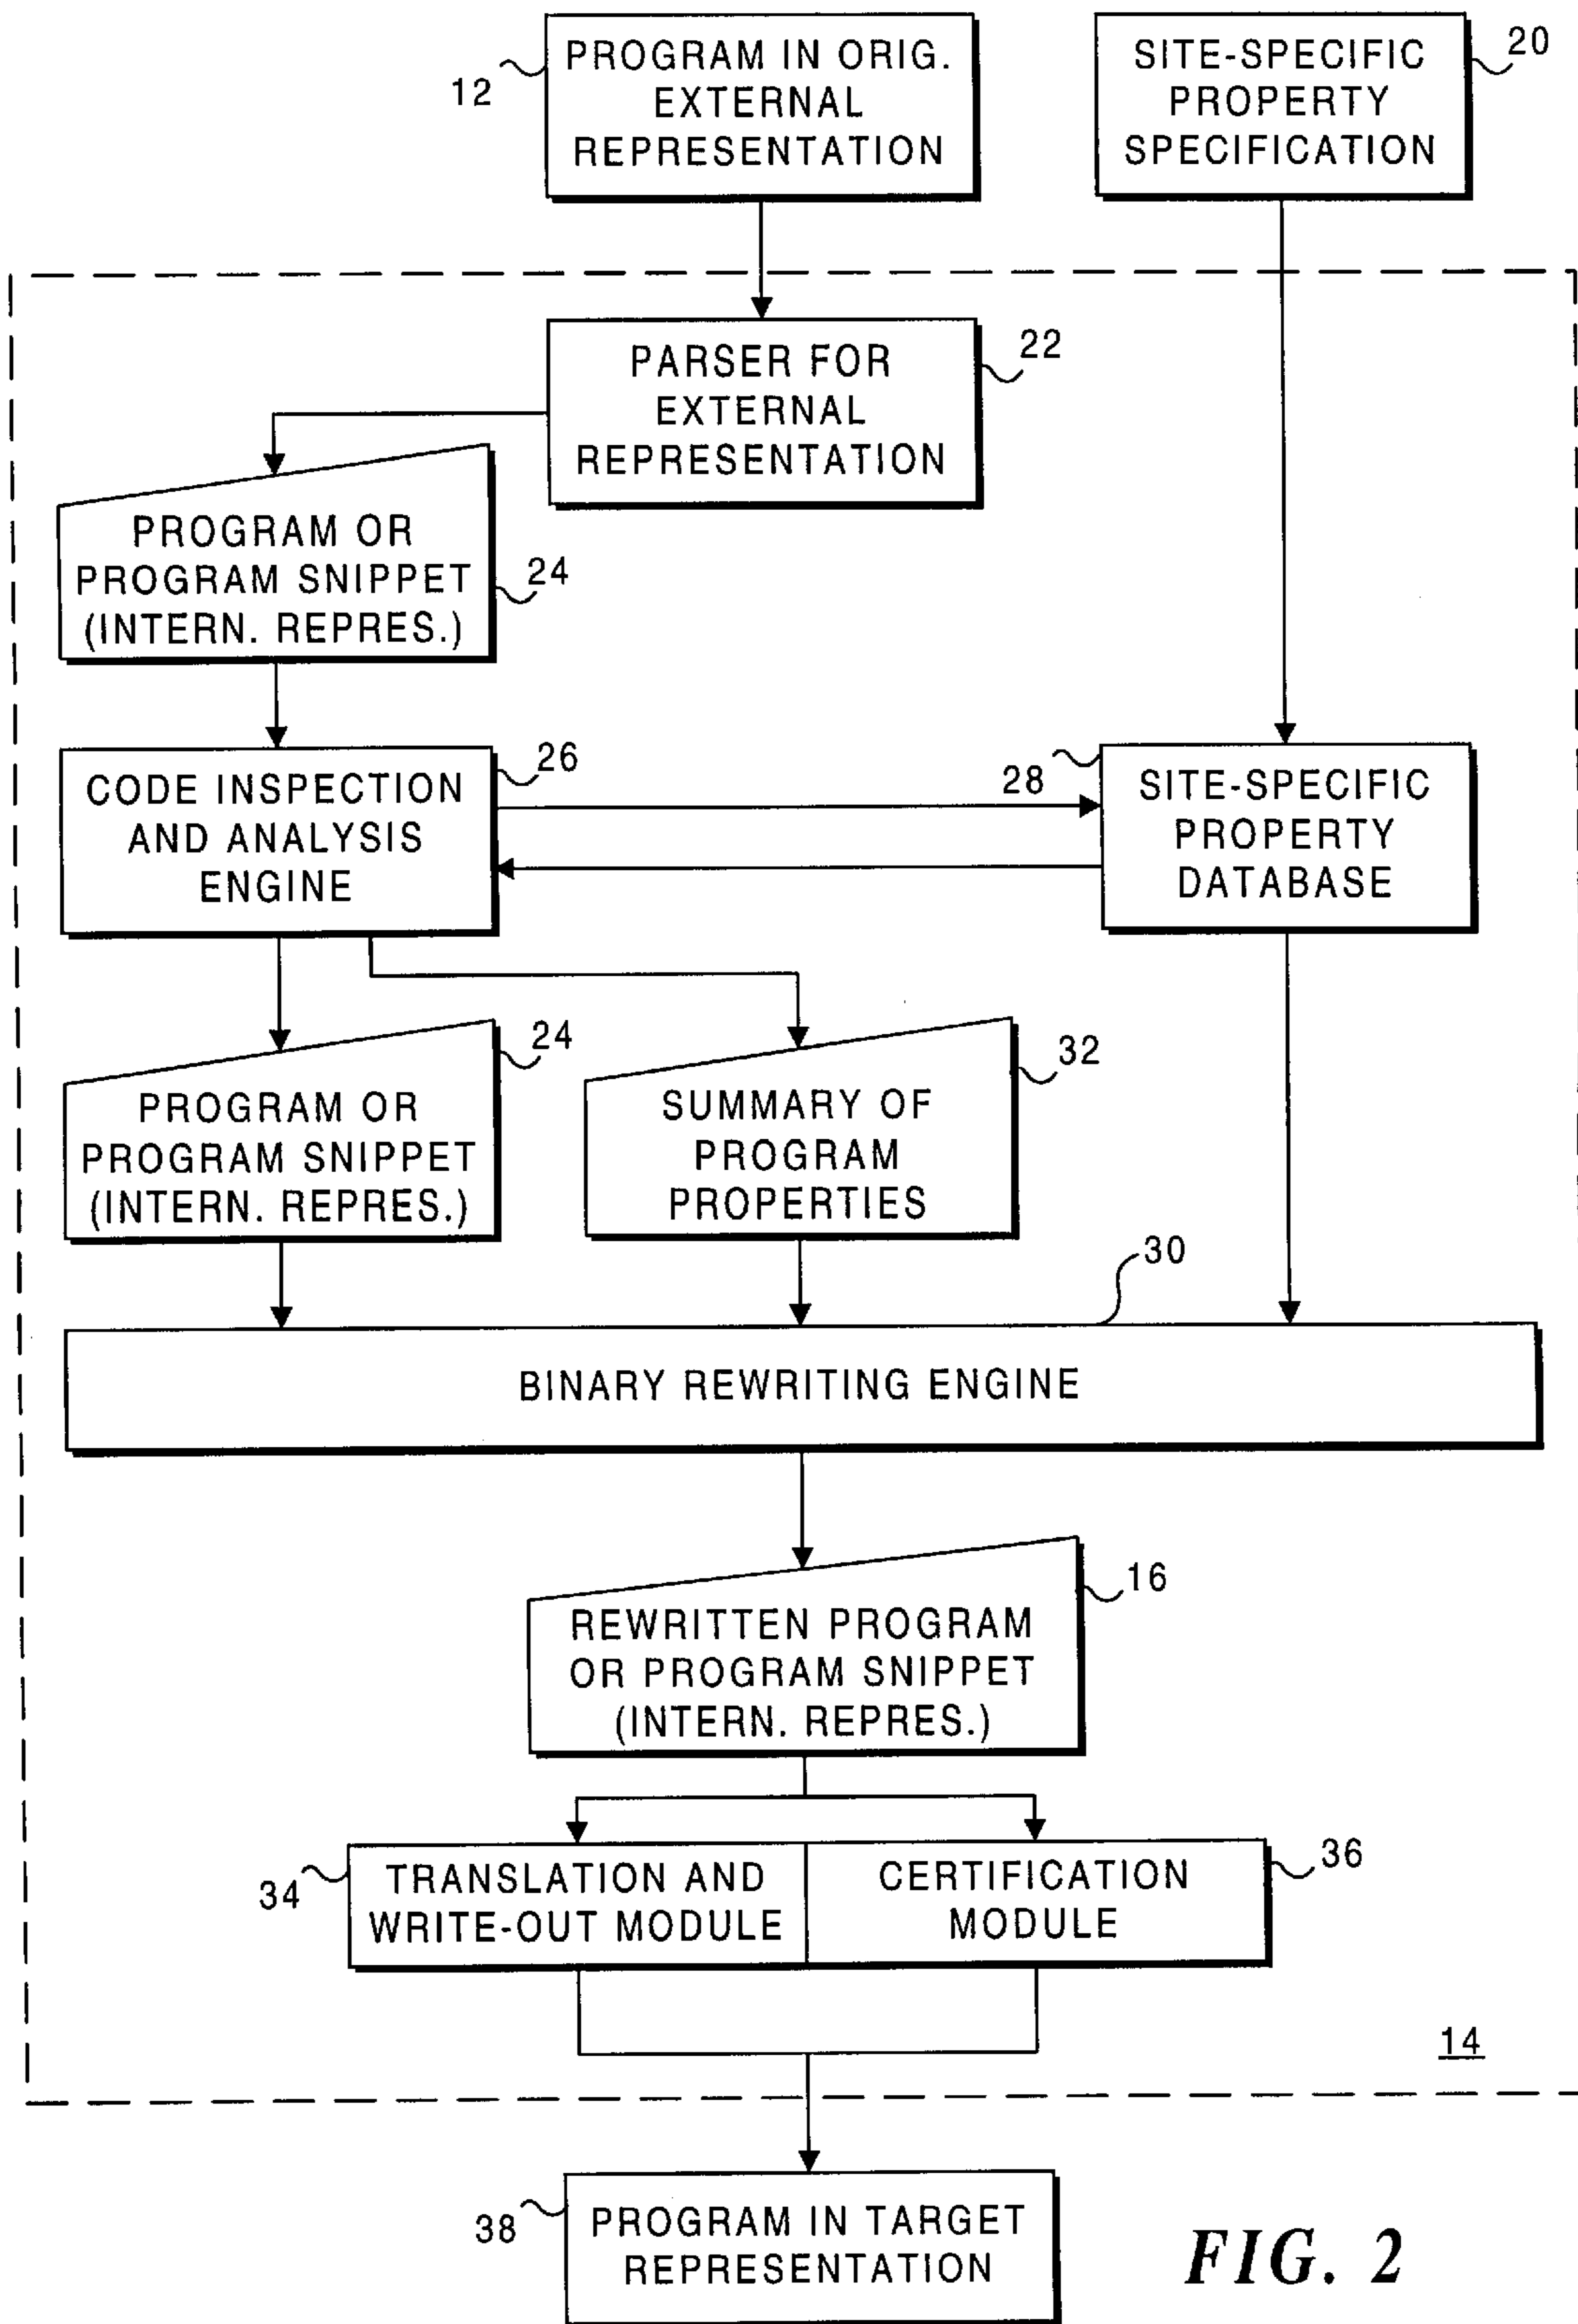 12
PROGRAM IN ORIG.
EXTERNAL
REPRESENTATION
SITE-SPECIFIC
PROPERTY
SPECIFICATION
20
PARSER FOR
EXTERNAL
REPRESENTATION
22
PROGRAM OR
PROGRAM SNIPPET
(INTERN. REPRES.)
24
CODE INSPECTION
AND ANALYSIS
ENGINE
26
28
SITE-SPECIFIC
PROPERTY
DATABASE
PROGRAM OR
PROGRAM SNIPPET
(INTERN. REPRES.)
24
SUMMARY OF
PROGRAM
PROPERTIES
32
30
BINARY REWRITING ENGINE
REWRITTEN PROGRAM
OR PROGRAM SNIPPET
(INTERN. REPRES.)
16
34
TRANSLATION AND
WRITE-OUT MODULE
CERTIFICATION
MODULE
36
14
38
PROGRAM IN TARGET
REPRESENTATION
FIG. 2